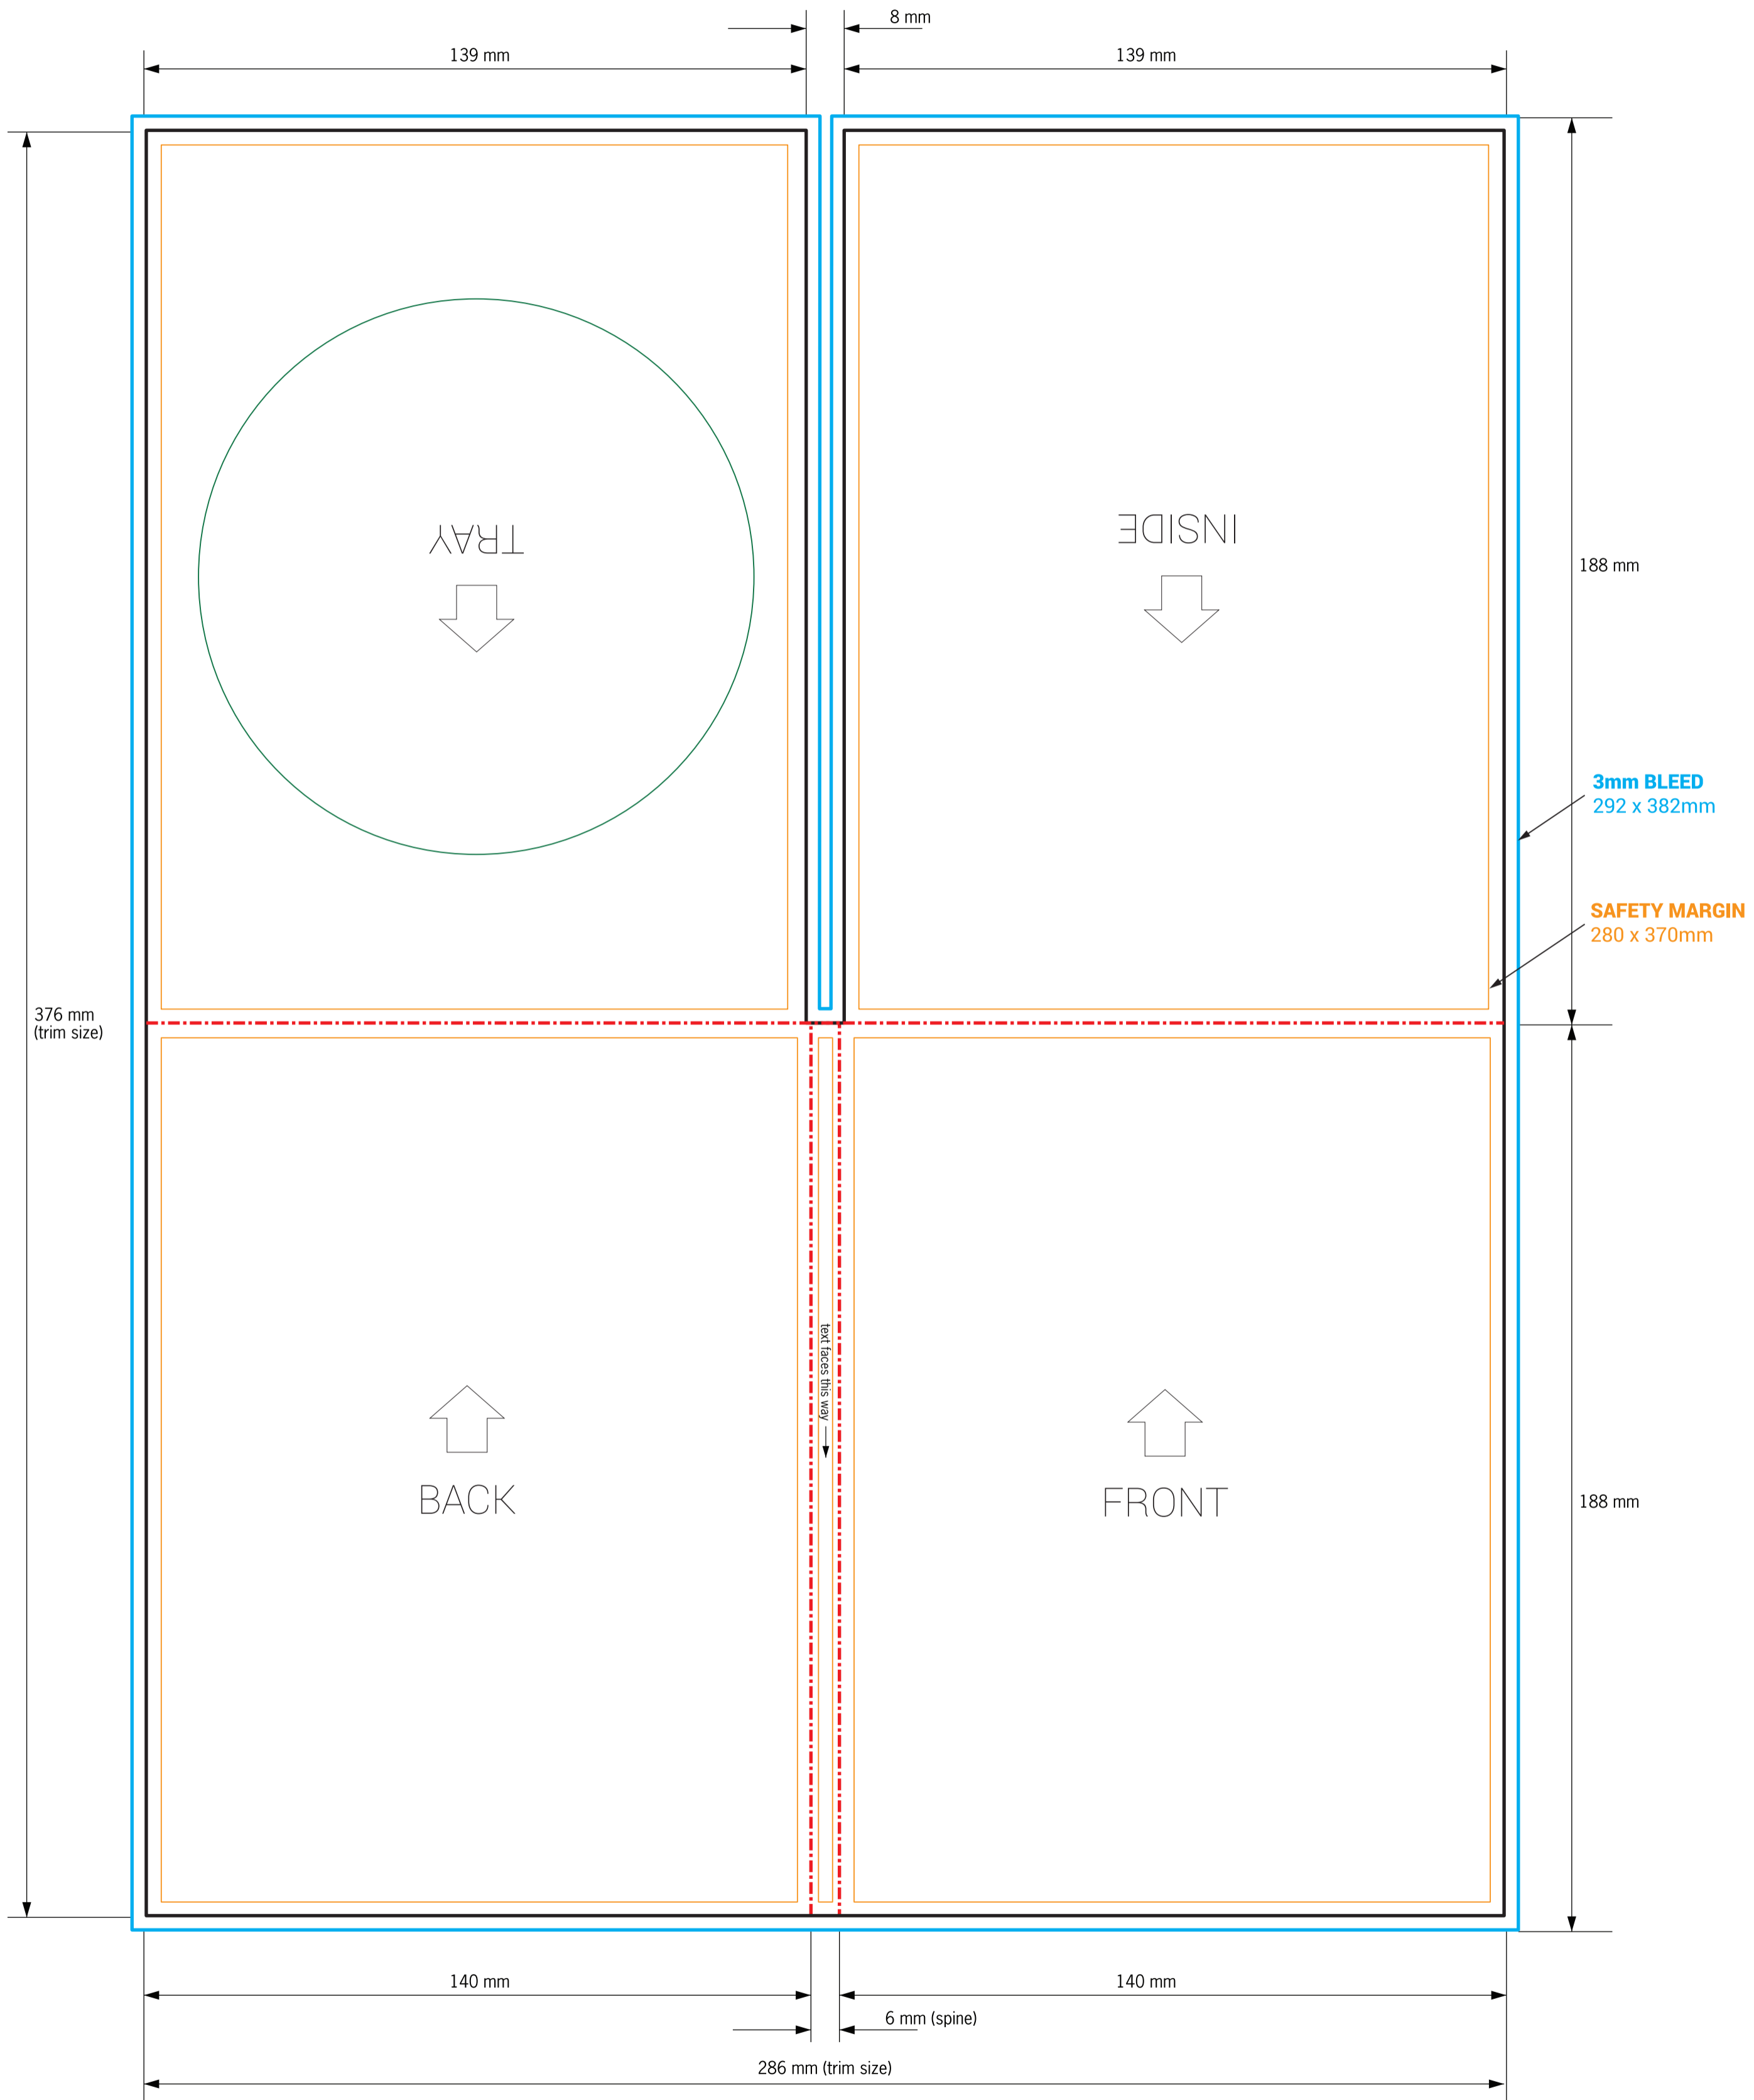 8 mm
139 mm
139 mm
TRAY
INSIDE
188 mm
3mm BLEED
292 x 382mm
SAFETY MARGIN
280 x 370mm
376 mm
(trim size)
text faces this way
BACK
FRONT
188 mm
140 mm
140 mm
6 mm (spine)
286 mm (trim size)